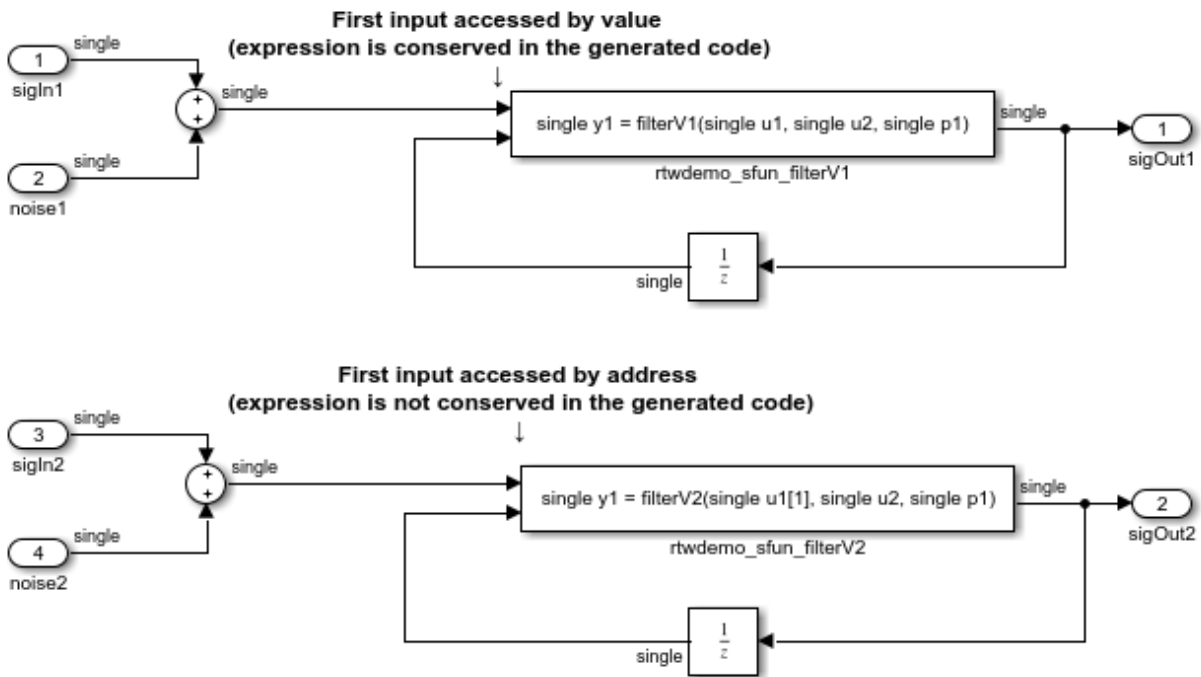 First input accessed by value
(expression is conserved in the generated code)
↓
1
single
sigIn1
+
+
single
single y1 = filterV1(single u1, single u2, single p1)
single
1
sigOut1
rtwdemo_sfun_filterV1
2
single
noise1
single
1
z
First input accessed by address
(expression is not conserved in the generated code)
↓
3
single
sigIn2
+
+
single
single y1 = filterV2(single u1[1], single u2, single p1)
single
2
sigOut2
rtwdemo_sfun_filterV2
4
single
noise2
single
1
z